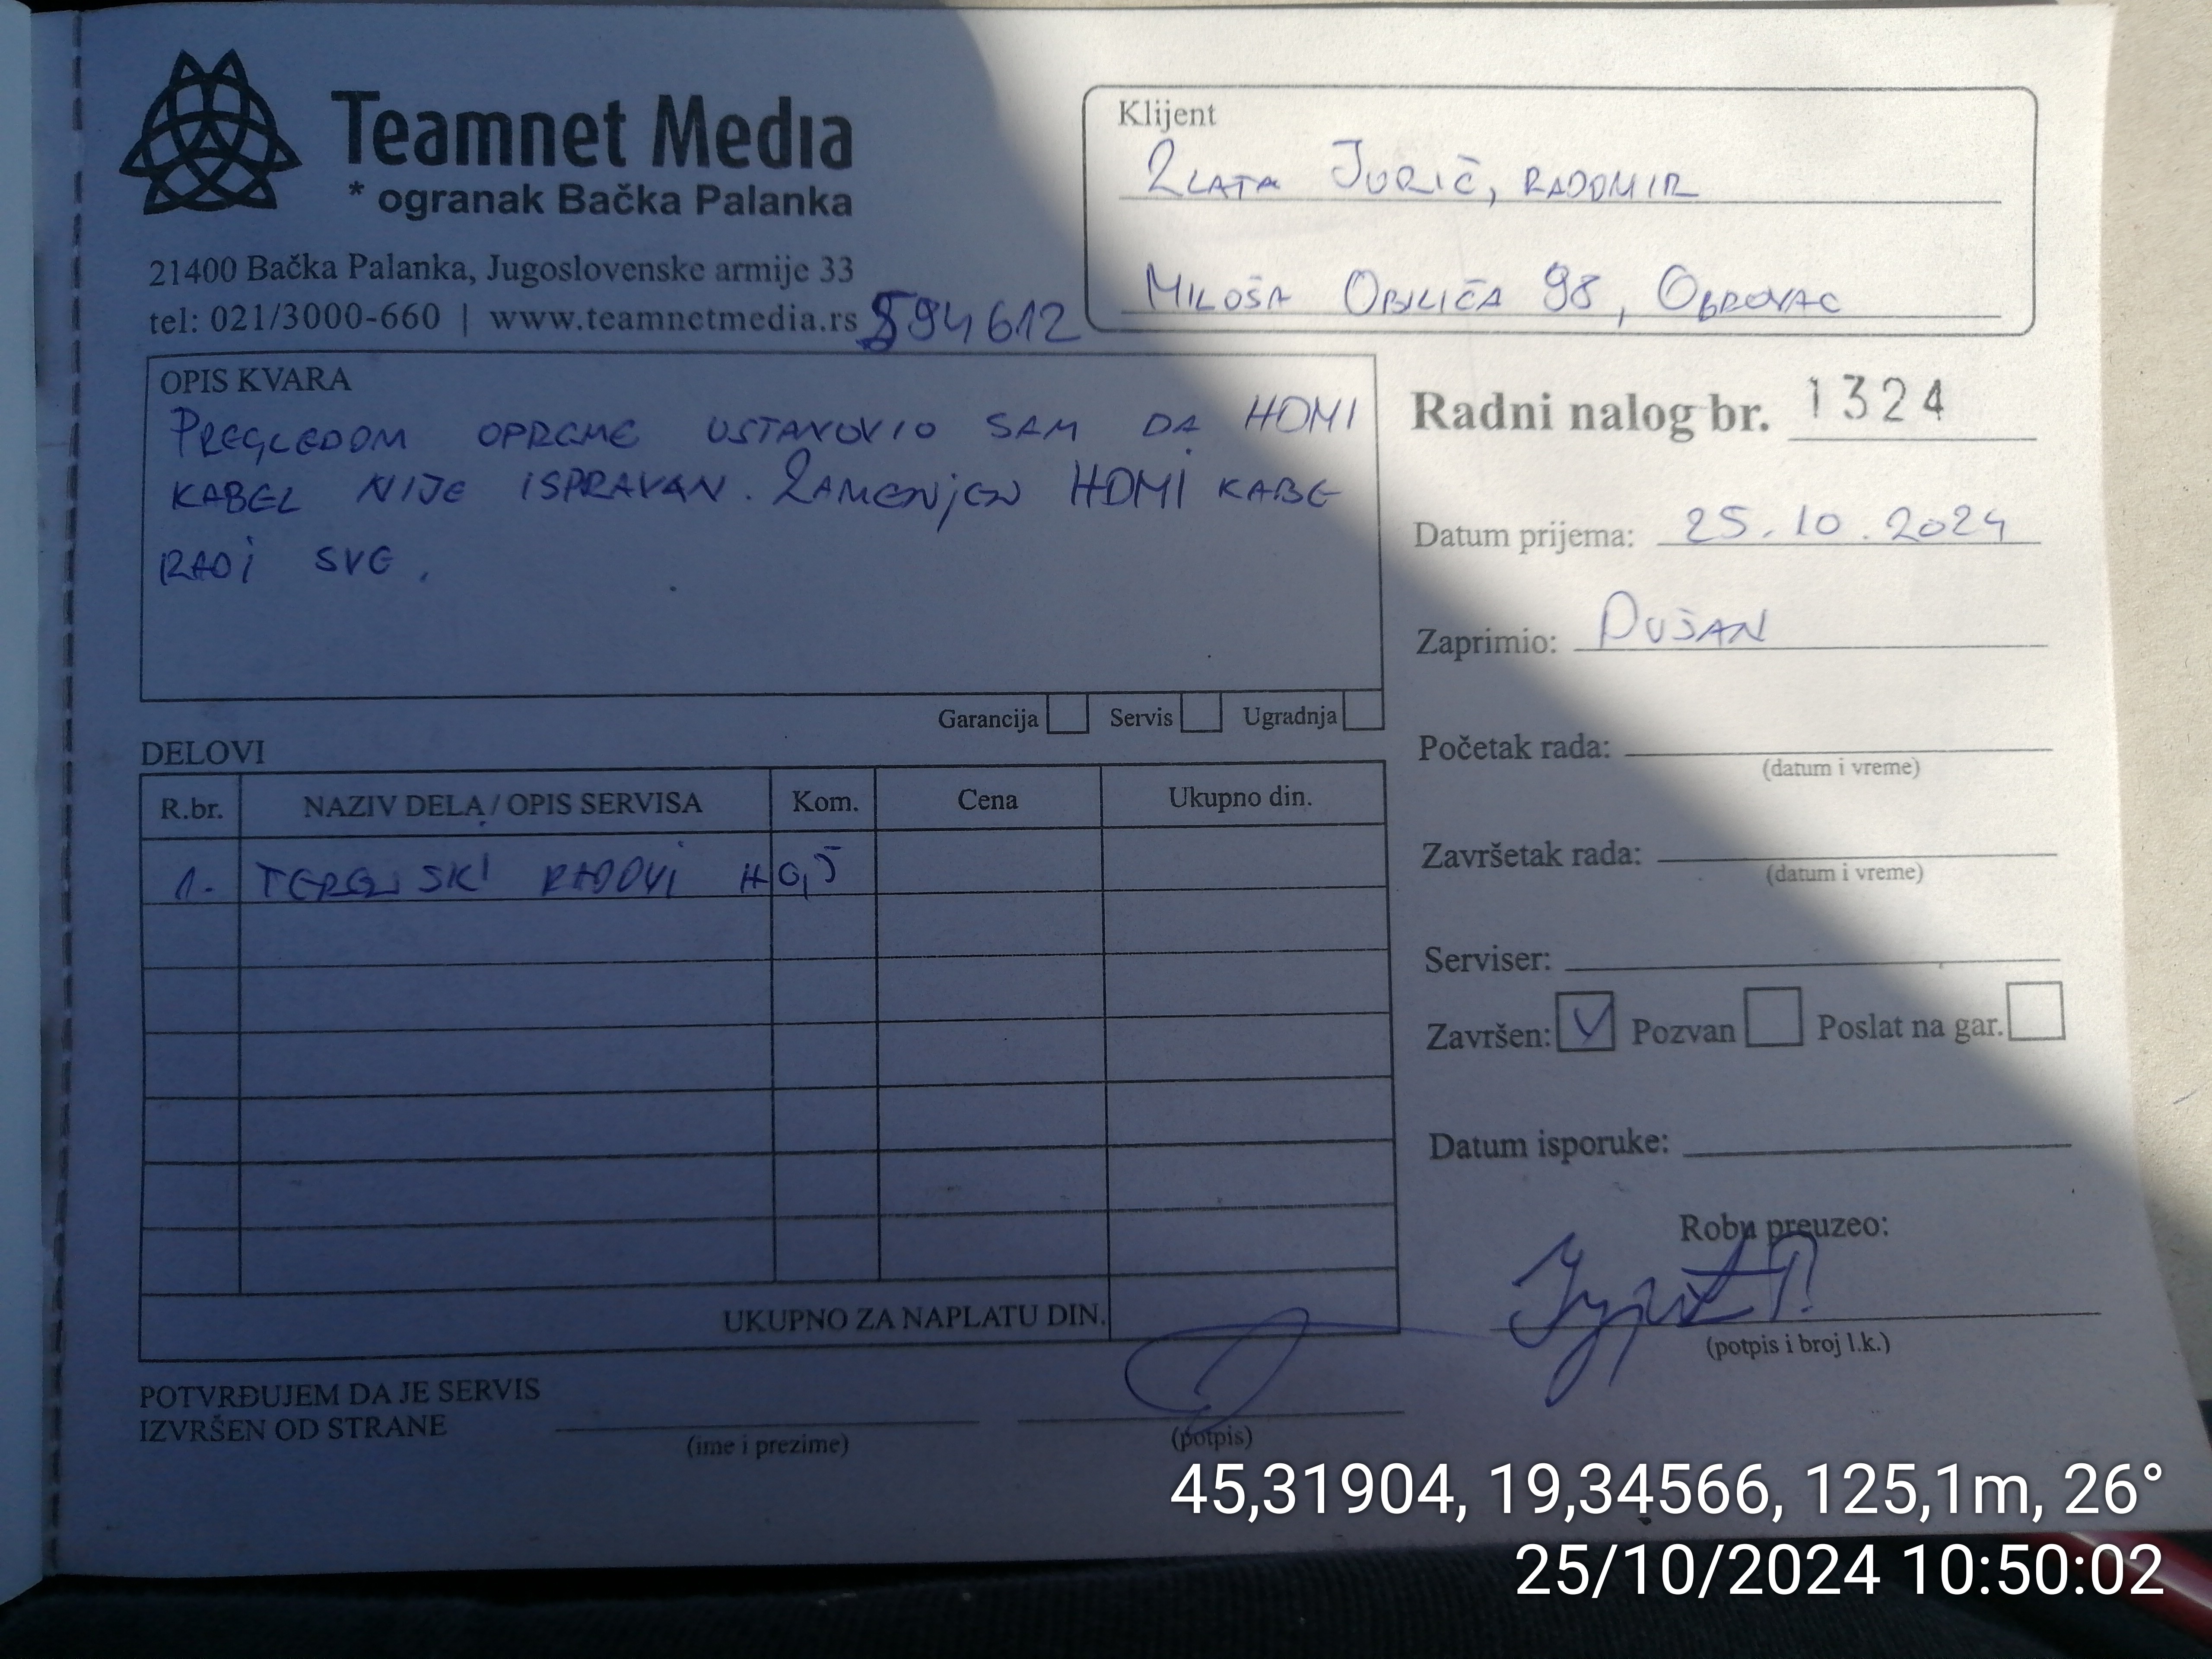 Teamnet Media
* ogranak Bačka Palanka
21400 Bačka Palanka, Jugoslovenske armije 33
tel: 021/3000-660 | www.teamnetmedia.rs
594612
Klijent
ZLATA JURIČ, RADOMIR
MILOŠA OBILIĆA 98, OBROVAC
OPIS KVARA
PREGLEDOM OPREME USTANOVIO SAM DA HDMI
KABEL NIJE ISPRAVAN. ZAMENJEN HDMI KABE
RADI SVE.
Garancija Servis Ugradnja
Radni nalog br. 1324
Datum prijema: 25.10.2024
Zaprimio: DUŠAN
Početak rada:
(datum i vreme)
Završetak rada:
(datum i vreme)
Serviser:
Završen: Pozvan Poslat na gar.
Datum isporuke:
Robu preuzeo:
(potpis i broj l.k.)
DELOVI
R.br. NAZIV DELA / OPIS SERVISA Kom. Cena Ukupno din.
1. RADOVI H 0,5
UKUPNO ZA NAPLATU DIN.
POTVRĐUJEM DA JE SERVIS
IZVRŠEN OD STRANE
(ime i prezime) (potpis)
45,31904, 19,34566, 125,1m, 26°
25/10/2024 10:50:02